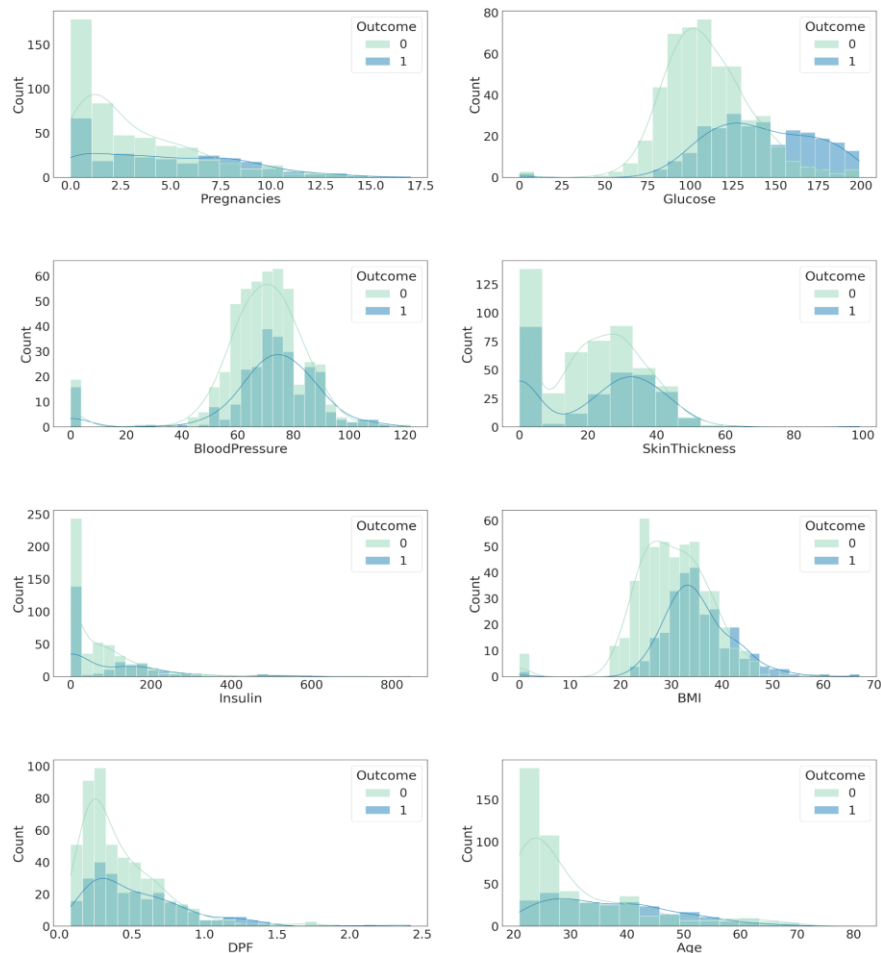 Outcome
0
1
150
100
50
0
Count
0.0 2.5 5.0 7.5 10.0 12.5 15.0 17.5
Pregnancies
Outcome
0
1
80
60
40
20
0
Count
0 25 50 75 100 125 150 175 200
Glucose
Outcome
0
1
60
50
40
30
20
10
0
Count
0 20 40 60 80 100 120
BloodPressure
Outcome
0
1
125
100
75
50
25
0
Count
0 20 40 60 80 100
SkinThickness
Outcome
0
1
250
200
150
100
50
0
Count
0 200 400 600 800
Insulin
Outcome
0
1
60
50
40
30
20
10
0
Count
0 10 20 30 40 50 60 70
BMI
Outcome
0
1
100
80
60
40
20
0
Count
0.0 0.5 1.0 1.5 2.0 2.5
DPF
Outcome
0
1
150
100
50
0
Count
20 30 40 50 60 70 80
Age